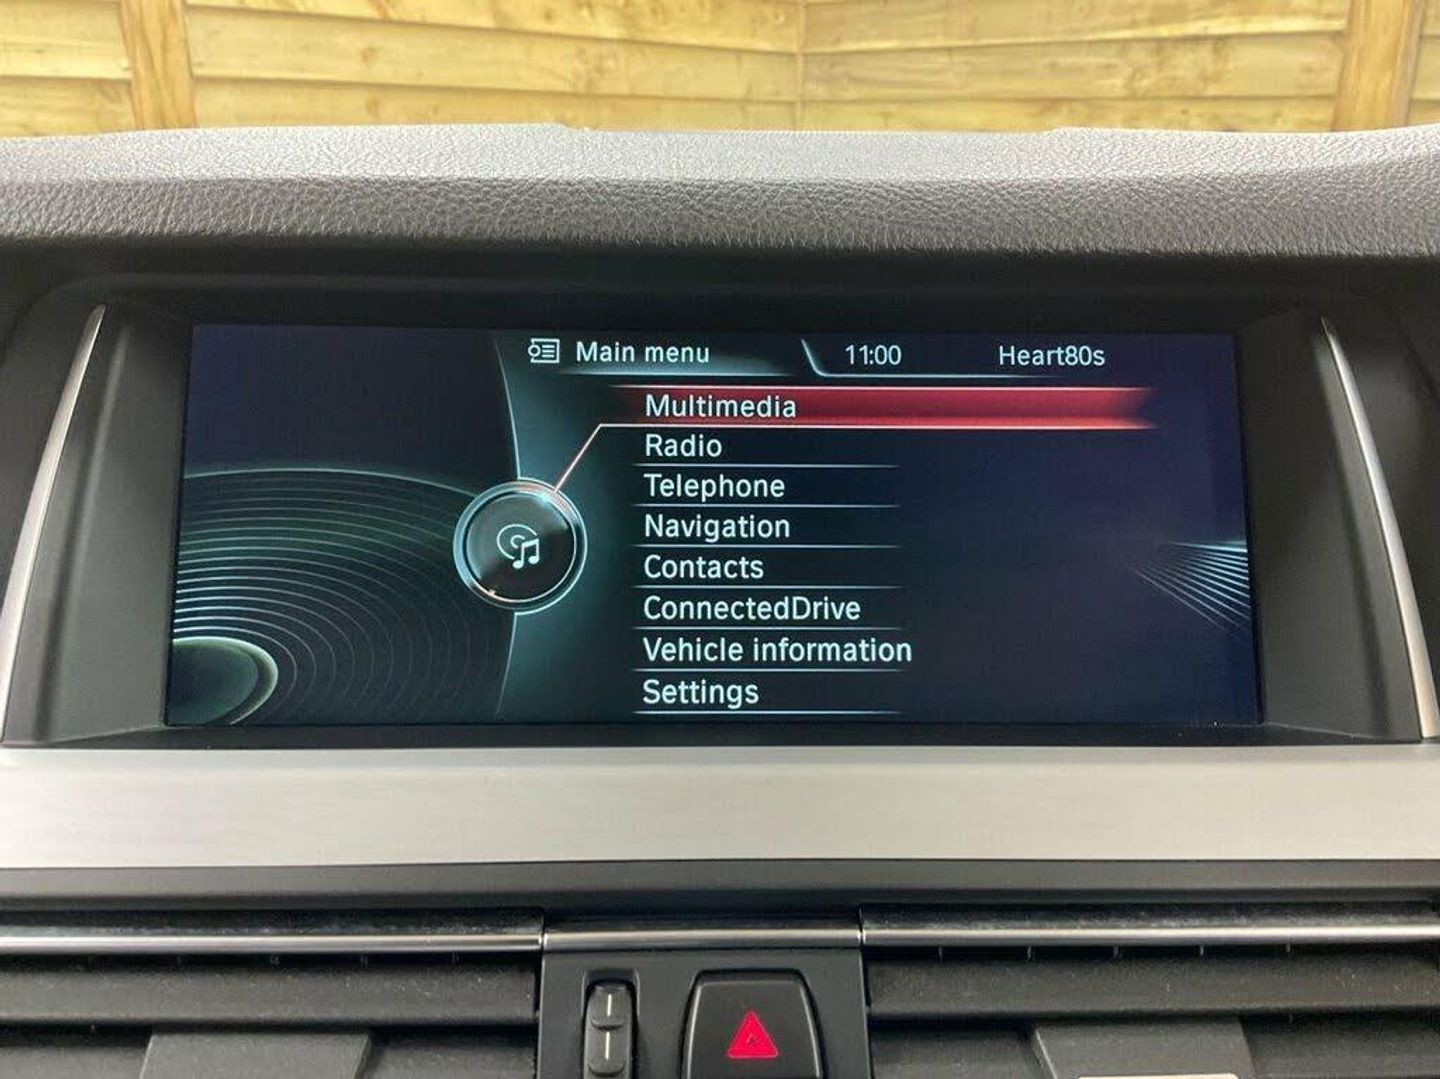 Main menu 11:00 Heart80s
Multimedia
Radio
Telephone
Navigation
Contacts
ConnectedDrive
Vehicle information
Settings